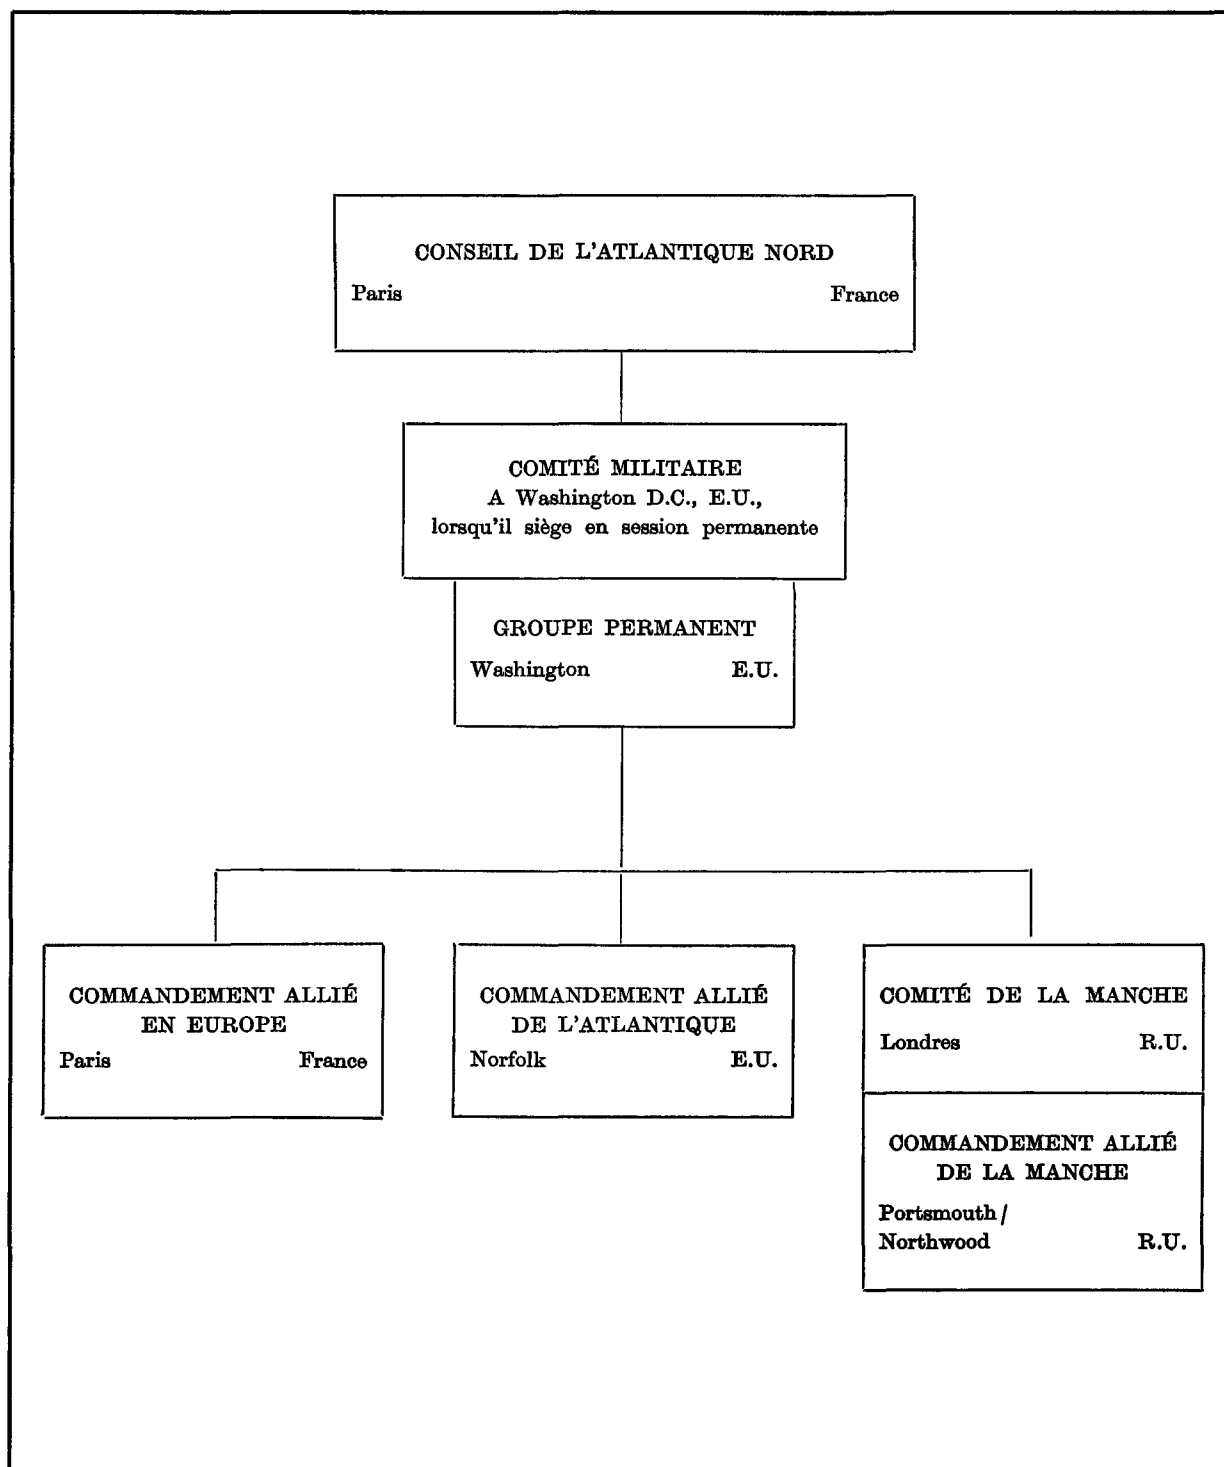 CONSEIL DE L'ATLANTIQUE NORD
Paris France
COMITÉ MILITAIRE
A Washington D.C., E.U.,
lorsqu'il siège en session permanente
GROUPE PERMANENT
Washington E.U.
COMMANDEMENT ALLIÉ
EN EUROPE
Paris France
COMMANDEMENT ALLIÉ
DE L'ATLANTIQUE
Norfolk E.U.
COMITÉ DE LA MANCHE
Londres R.U.
COMMANDEMENT ALLIÉ
DE LA MANCHE
Portsmouth/
Northwood R.U.